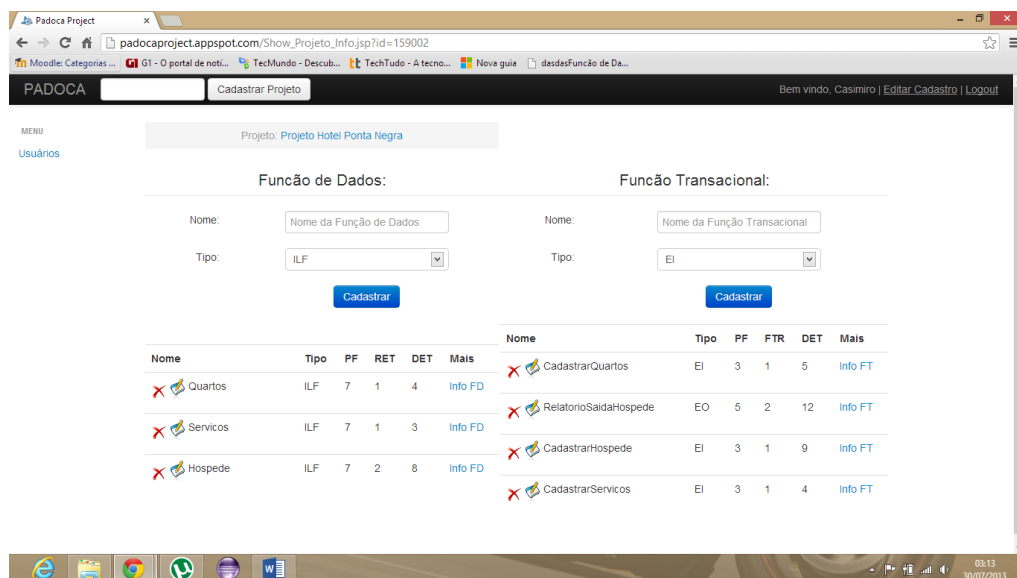 Padoca Project
padocaproject.appspot.com/Show_Projeto_Info.jsp?id=159002
Moodle: Categorias ... G1 - O portal de notí... TecMundo - Descub... TechTudo - A tecno... Nova guia dasdasFuncão de Da...
PADOCA Cadastrar Projeto Bem vindo, Casimiro | Editar Cadastro | Logout
MENU
Usuários
Projeto: Projeto Hotel Ponta Negra
Funcão de Dados:
Nome: Nome da Função de Dados
Tipo: ILF
Cadastrar
Nome Tipo PF RET DET Mais
Quartos ILF 7 1 4 Info FD
Servicos ILF 7 1 3 Info FD
Hospede ILF 7 2 8 Info FD
Funcão Transacional:
Nome: Nome da Função Transacional
Tipo: EI
Cadastrar
Nome Tipo PF FTR DET Mais
CadastrarQuartos EI 3 1 5 Info FT
RelatorioSaidaHospede EO 5 2 12 Info FT
CadastrarHospede EI 3 1 9 Info FT
CadastrarServicos EI 3 1 4 Info FT
03:13
30/07/2013